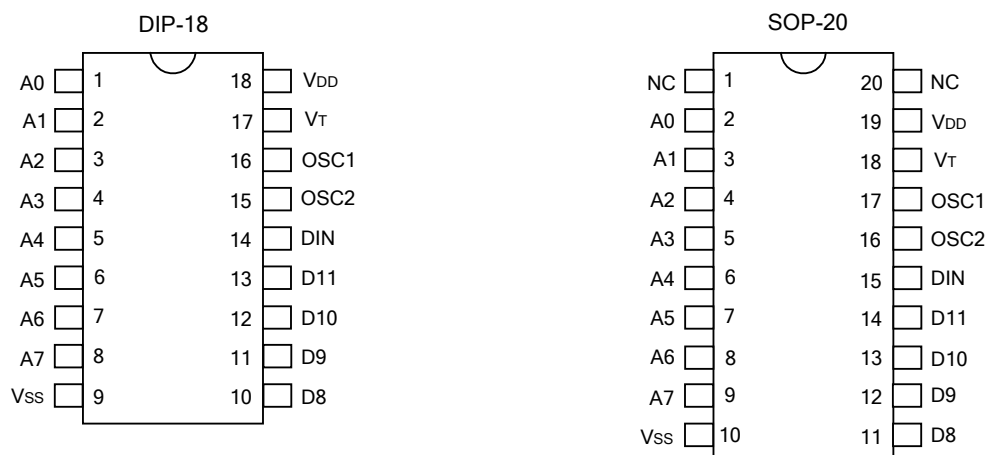 DIP-18
A0 1 18 VDD
A1 2 17 VT
A2 3 16 OSC1
A3 4 15 OSC2
A4 5 14 DIN
A5 6 13 D11
A6 7 12 D10
A7 8 11 D9
VSS 9 10 D8
SOP-20
NC 1 20 NC
A0 2 19 VDD
A1 3 18 VT
A2 4 17 OSC1
A3 5 16 OSC2
A4 6 15 DIN
A5 7 14 D11
A6 8 13 D10
A7 9 12 D9
VSS 10 11 D8